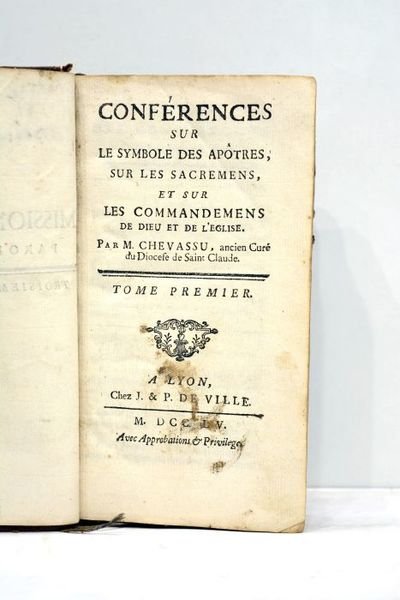 CONFÉRENCES
SUR
LE SYMBOLE DES APÔTRES,
SUR LES SACREMENS,
ET SUR
LES COMMANDEMENS
DE DIEU ET DE L'EGLISE.
PAR M. CHEVASSU, ancien Curé
du Diocese de Saint Claude.
TOME PREMIER.
A LYON,
Chez J. & P. DE VILLE.
M. DCC
Avec Approbations & Privilege.